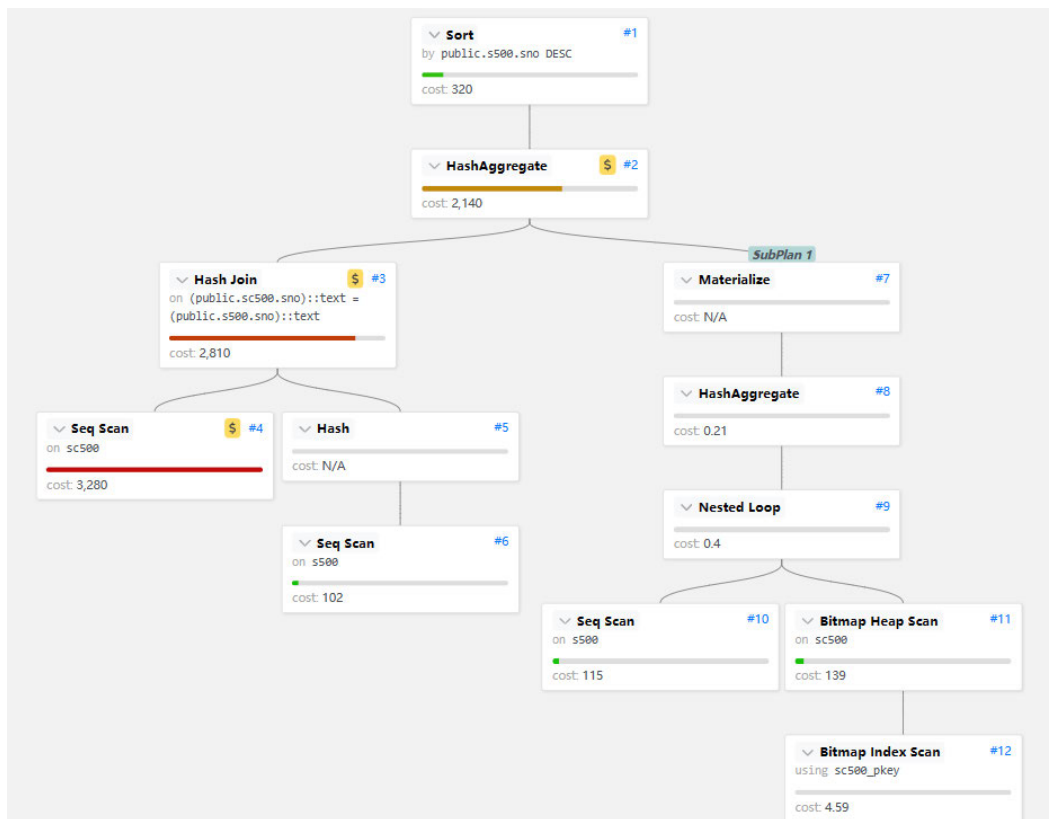 Sort #1
by public.s500.sno DESC
cost: 320
HashAggregate $ #2
cost: 2,140
Hash Join $ #3
on (public.sc500.sno)::text =
(public.s500.sno)::text
cost: 2,810
SubPlan 1
Materialize #7
cost: N/A
HashAggregate #8
cost: 0.21
Seq Scan $ #4
on sc500
cost: 3,280
Hash #5
cost: N/A
Nested Loop #9
cost: 0.4
Seq Scan #6
on s500
cost: 102
Seq Scan #10
on s500
cost: 115
Bitmap Heap Scan #11
on sc500
cost: 139
Bitmap Index Scan #12
using sc500_pkey
cost: 4.59